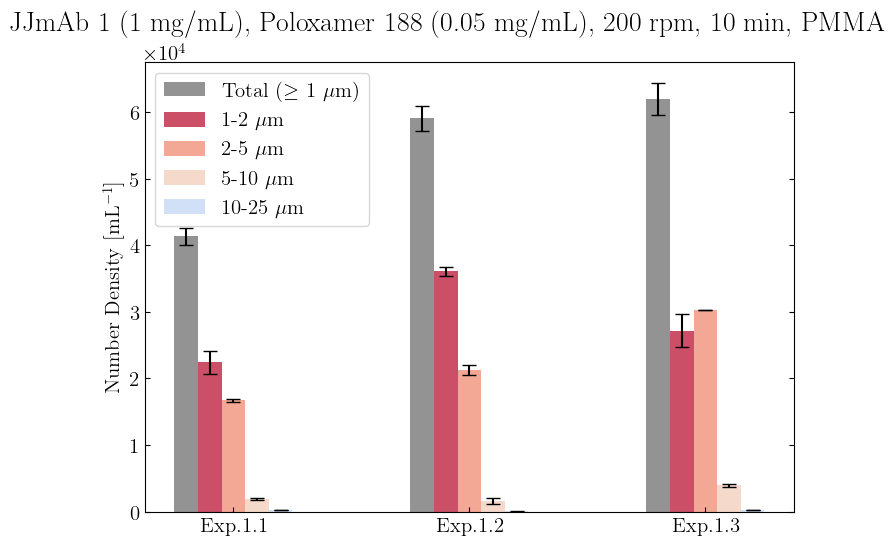 JJmAb 1 (1 mg/mL), Poloxamer 188 (0.05 mg/mL), 200 rpm, 10 min, PMMA
×10⁴
Total (≥ 1 μm)
1-2 μm
2-5 μm
5-10 μm
10-25 μm
Number Density [mL⁻¹]
6
5
4
3
2
1
0
Exp.1.1 Exp.1.2 Exp.1.3